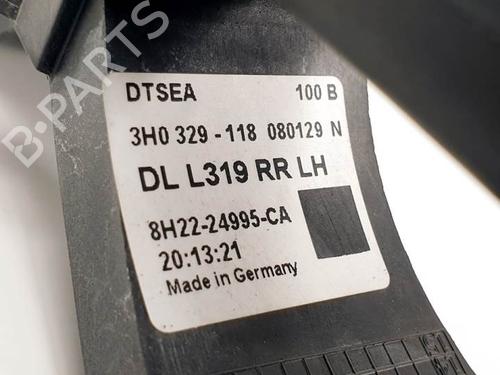 B-PARTS
DTSEA 100 B
3H0 329 - 118 080129 N
DL L319 RR LH
8H22-24995-CA
20:13:21
Made in Germany